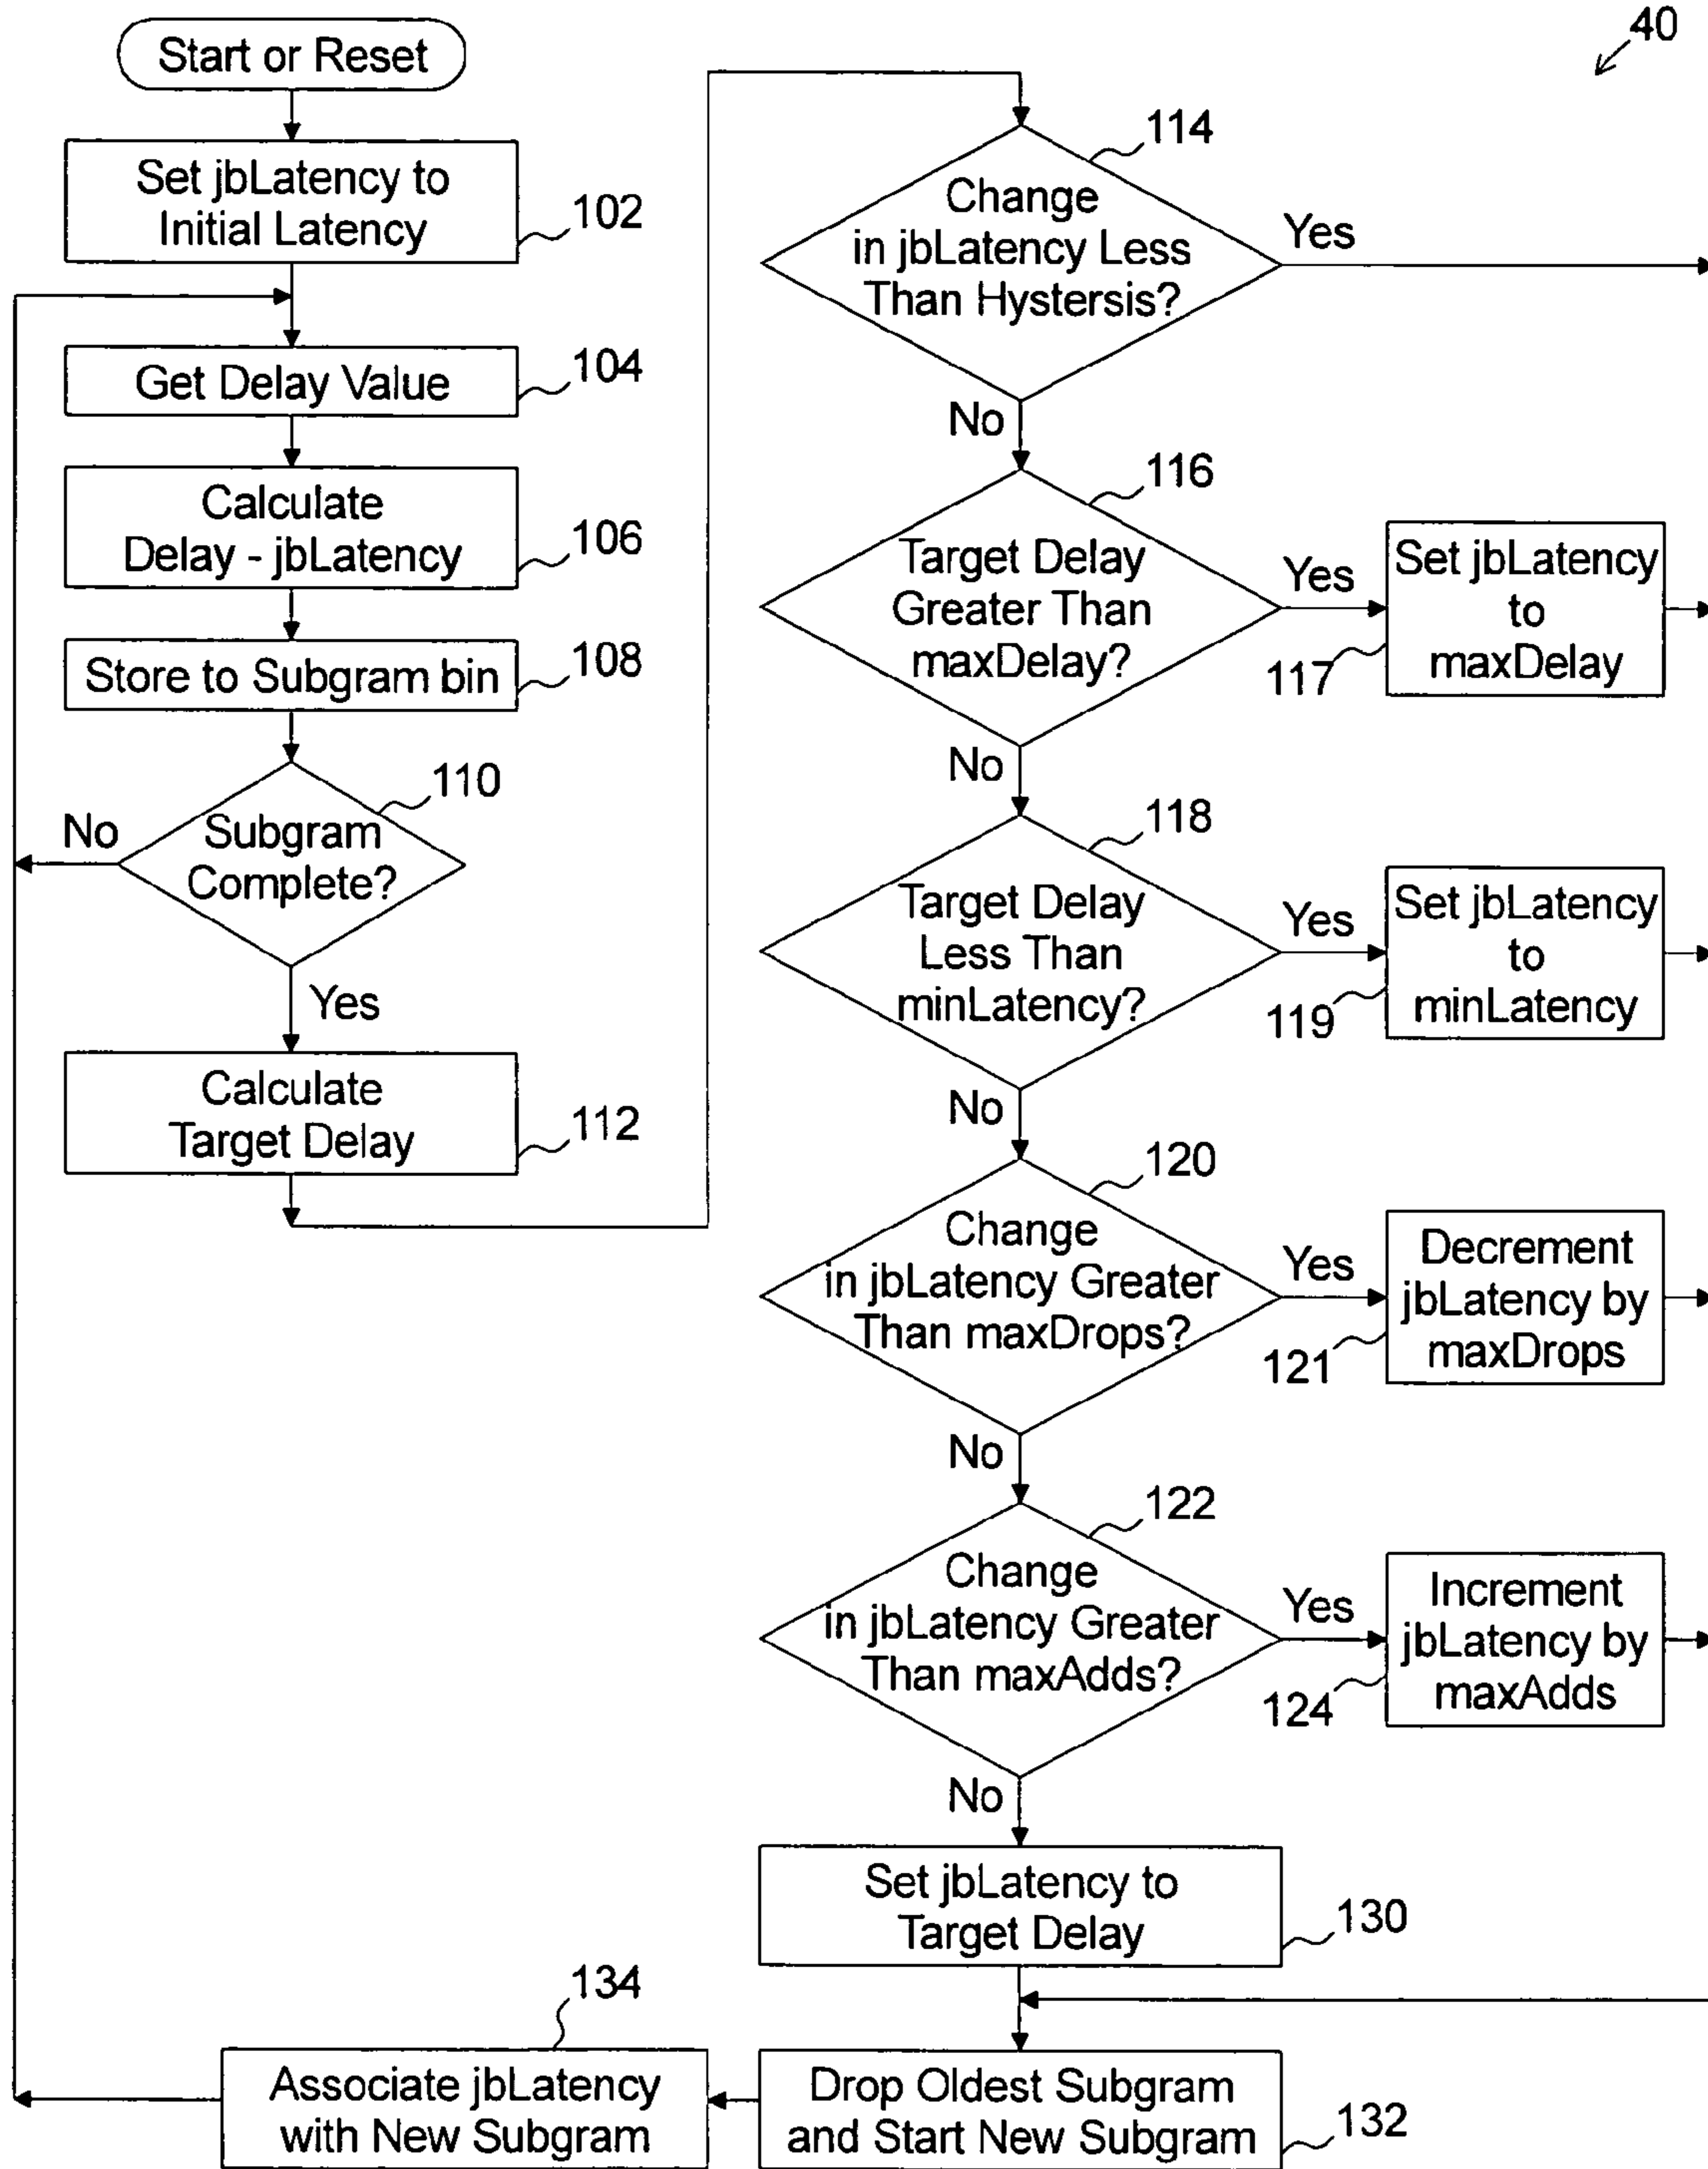 40
Start or Reset
Set jbLatency to
Initial Latency
102
Get Delay Value
104
Calculate
Delay - jbLatency
106
Store to Subgram bin
108
Subgram
Complete?
110
No
Yes
Calculate
Target Delay
112
Change
in jbLatency Less
Than Hystersis?
114
Yes
No
Target Delay
Greater Than
maxDelay?
116
Yes
Set jbLatency
to
maxDelay
117
No
Target Delay
Less Than
minLatency?
118
Yes
Set jbLatency
to
minLatency
119
No
Change
in jbLatency Greater
Than maxDrops?
120
Yes
Decrement
jbLatency by
maxDrops
121
No
Change
in jbLatency Greater
Than maxAdds?
122
Yes
Increment
jbLatency by
maxAdds
124
No
Set jbLatency to
Target Delay
130
Drop Oldest Subgram
and Start New Subgram
132
Associate jbLatency
with New Subgram
134